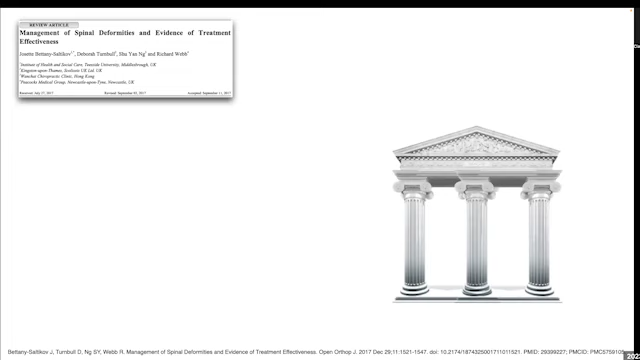 REVIEW ARTICLE
Management of Spinal Deformities and Evidence of Treatment
Effectiveness
Josette Bettany-Saltikov1,*, Deborah Turnbull2, Shu Yan Ng3 and Richard Webb4
1Institute of Health and Social Care, Teesside University, Middlesbrough, UK
2Kingston-upon-Thames, Scoliosis UK Ltd. UK
3Wanchai Chiropractic Clinic, Hong Kong
4Peacocks Medical Group, Newcastle-upon-Tyne, Newcastle, UK
Received: July 27, 2017 Revised: September 05, 2017 Accepted: September 11, 2017
Bettany-Saltikov J, Turnbull D, Ng SY, Webb R. Management of Spinal Deformities and Evidence of Treatment Effectiveness. Open Orthop J. 2017 Dec 29;11:1521-1547. doi: 10.2174/1874325001711011521. PMID: 29399227; PMCID: PMC5759105